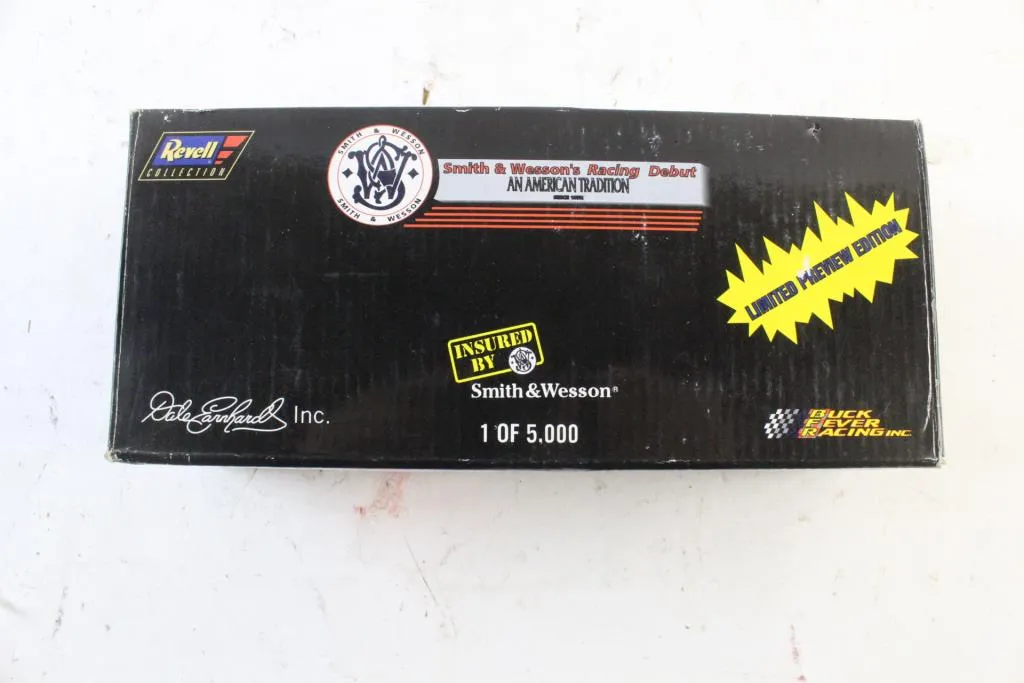 Revell
COLLECTION
SMITH & WESSON
SMITH & WESSON
Smith & Wesson's Racing Debut
AN AMERICAN TRADITION
LIMITED PREVIEW EDITION
INSURED
BY
Smith & Wesson®
Dale Earnhardt Inc.
1 OF 5,000
BUCK
FEVER
RACING INC.